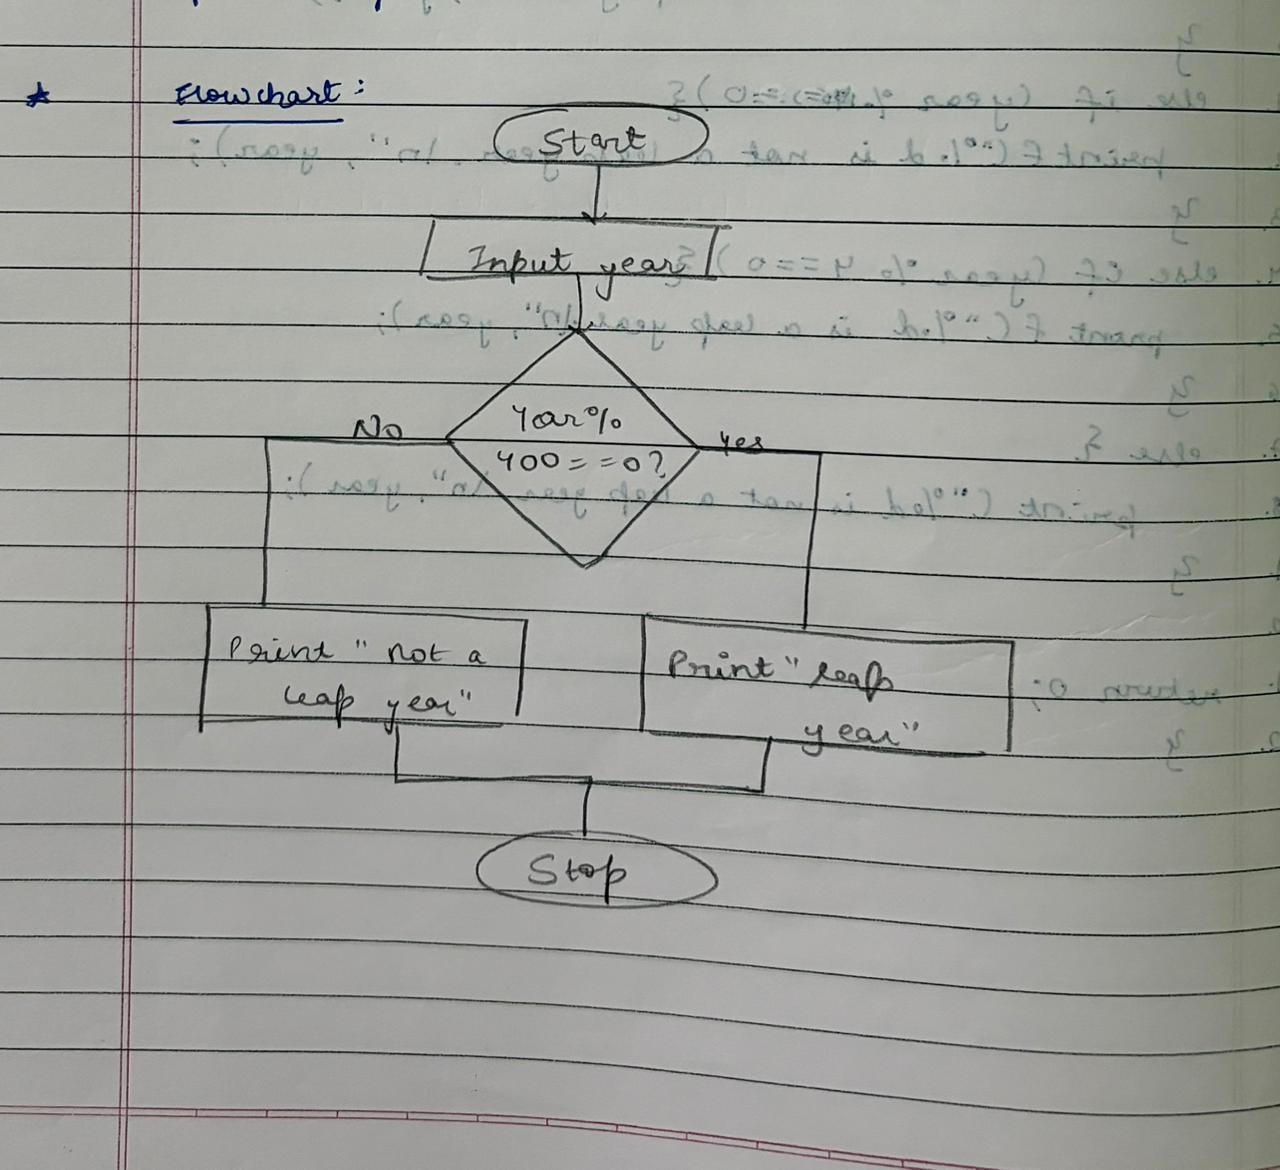 Flowchart:
Start
Input year
Year%
400==0?
No
Yes
Print "not a
leap year"
Print "leap
year"
Stop